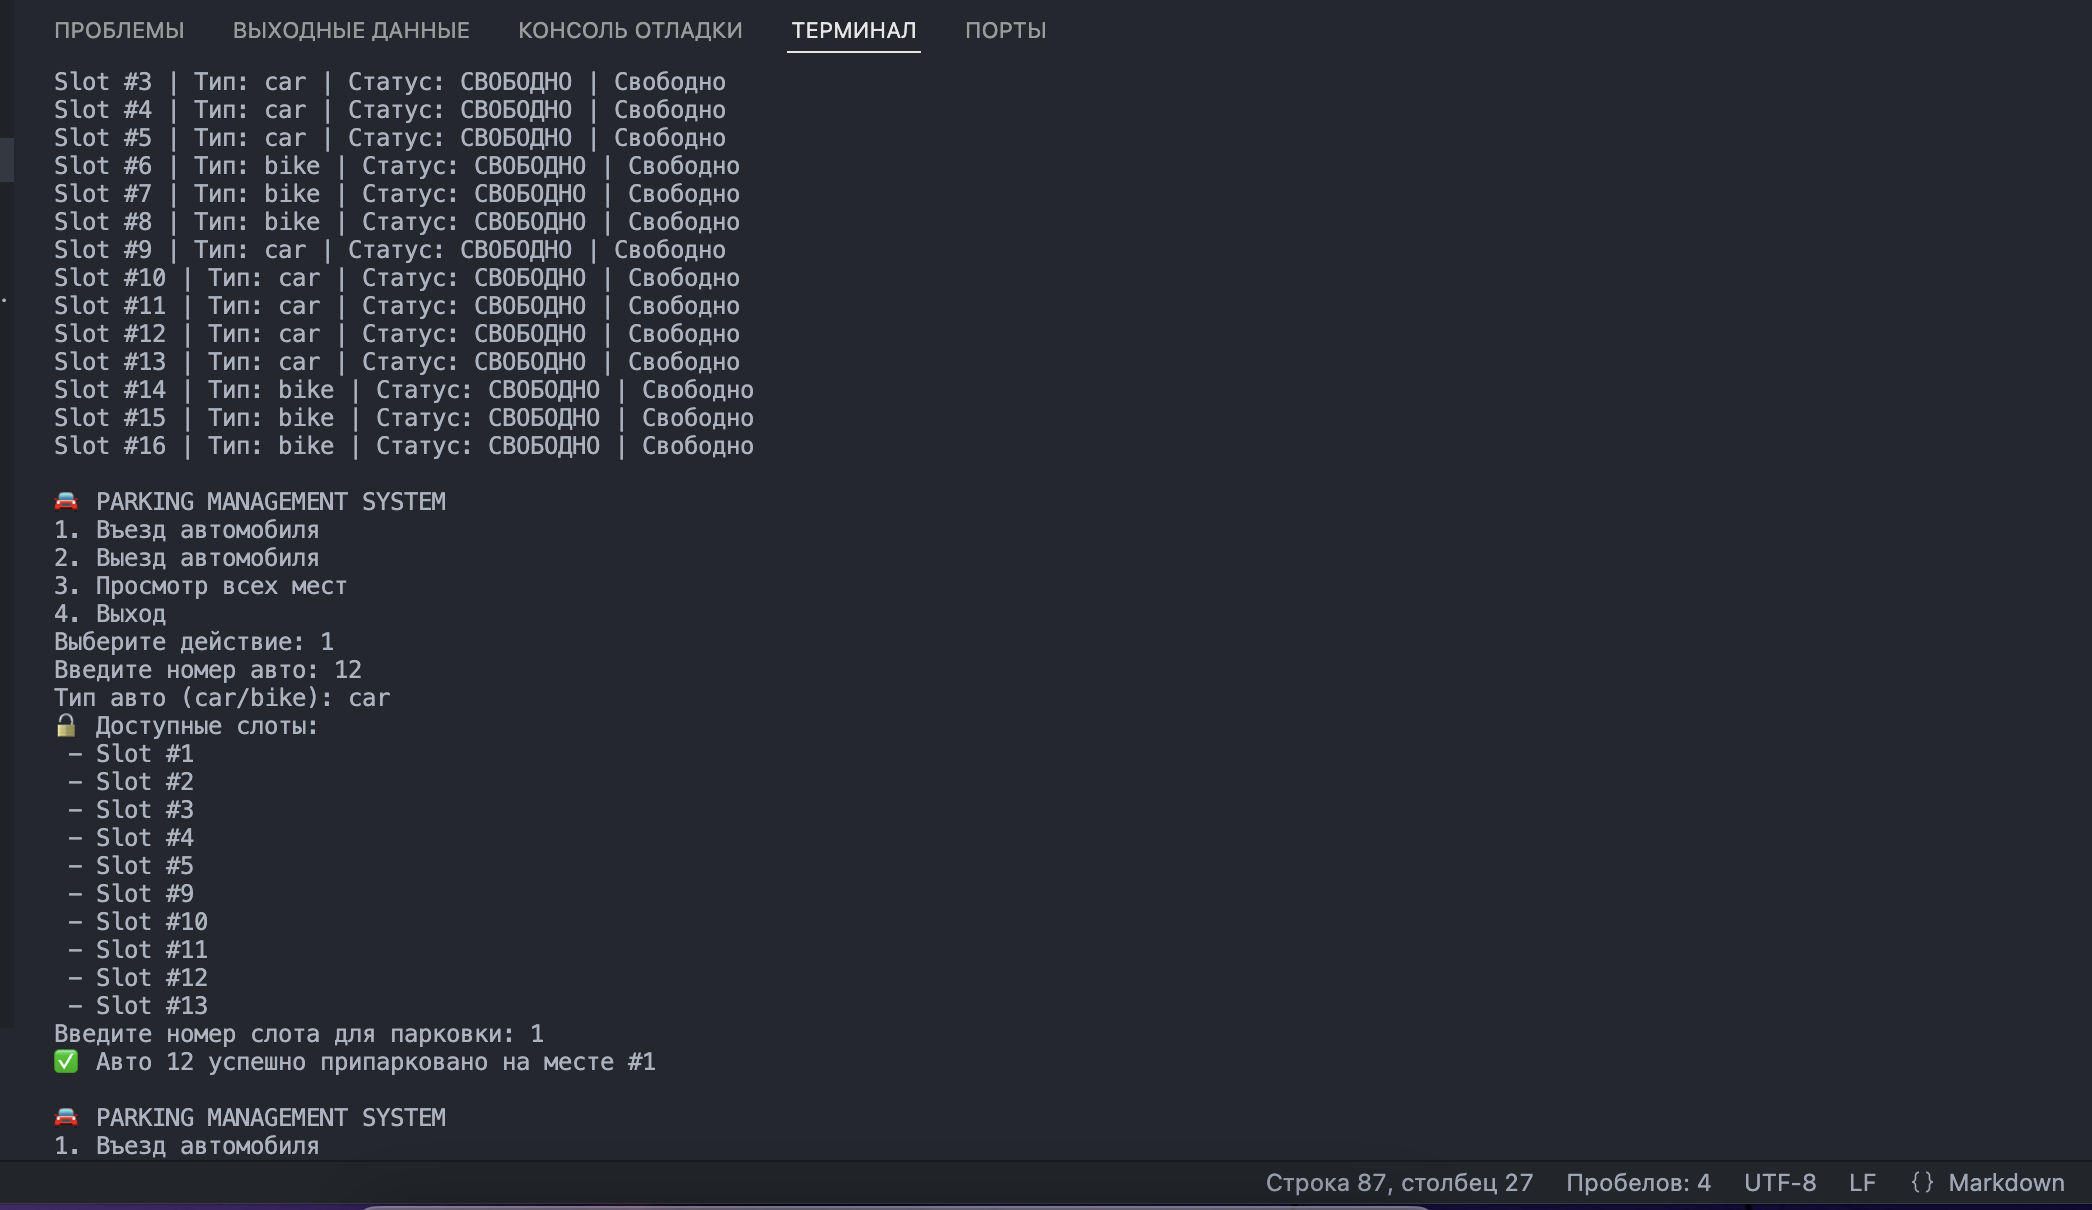 ПРОБЛЕМЫ ВЫХОДНЫЕ ДАННЫЕ КОНСОЛЬ ОТЛАДКИ ТЕРМИНАЛ ПОРТЫ
Slot #3 | Тип: car | Статус: СВОБОДНО | Свободно
Slot #4 | Тип: car | Статус: СВОБОДНО | Свободно
Slot #5 | Тип: car | Статус: СВОБОДНО | Свободно
Slot #6 | Тип: bike | Статус: СВОБОДНО | Свободно
Slot #7 | Тип: bike | Статус: СВОБОДНО | Свободно
Slot #8 | Тип: bike | Статус: СВОБОДНО | Свободно
Slot #9 | Тип: car | Статус: СВОБОДНО | Свободно
Slot #10 | Тип: car | Статус: СВОБОДНО | Свободно
Slot #11 | Тип: car | Статус: СВОБОДНО | Свободно
Slot #12 | Тип: car | Статус: СВОБОДНО | Свободно
Slot #13 | Тип: car | Статус: СВОБОДНО | Свободно
Slot #14 | Тип: bike | Статус: СВОБОДНО | Свободно
Slot #15 | Тип: bike | Статус: СВОБОДНО | Свободно
Slot #16 | Тип: bike | Статус: СВОБОДНО | Свободно
🚘 PARKING MANAGEMENT SYSTEM
1. Въезд автомобиля
2. Выезд автомобиля
3. Просмотр всех мест
4. Выход
Выберите действие: 1
Введите номер авто: 12
Тип авто (car/bike): car
🔓 Доступные слоты:
- Slot #1
- Slot #2
- Slot #3
- Slot #4
- Slot #5
- Slot #9
- Slot #10
- Slot #11
- Slot #12
- Slot #13
Введите номер слота для парковки: 1
✅ Авто 12 успешно припарковано на месте #1
🚘 PARKING MANAGEMENT SYSTEM
1. Въезд автомобиля
Строка 87, столбец 27 Пробелов: 4 UTF-8 LF {} Markdown